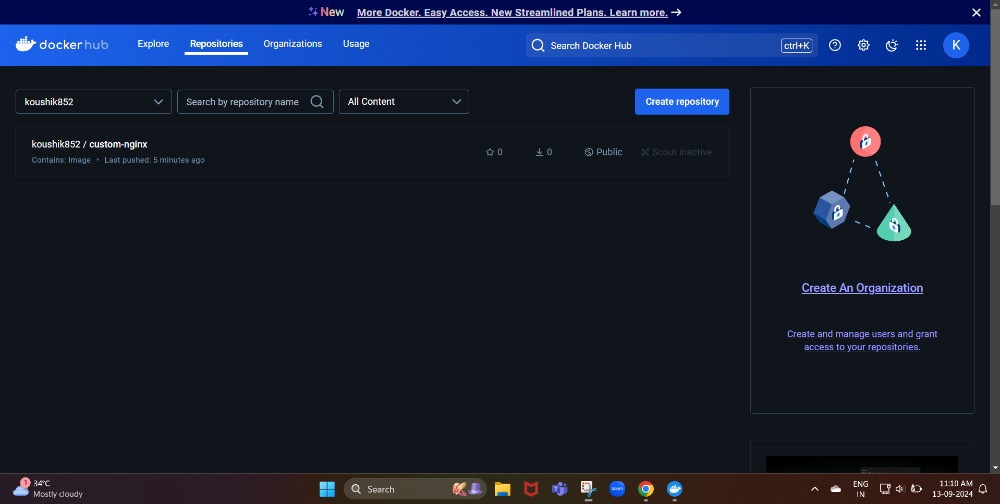 New More Docker. Easy Access. New Streamlined Plans. Learn more. →
docker hub
Explore
Repositories
Organizations
Usage
Search Docker Hub
ctrl+K
K
koushik852
Search by repository name
All Content
Create repository
koushik852 / custom-nginx
Contains: Image • Last pushed: 5 minutes ago
0
0
Public
Scout inactive
Create An Organization
Create and manage users and grant
access to your repositories.
1
34°C
Mostly cloudy
Search
T
zoom
ENG
IN
11:10 AM
13-09-2024